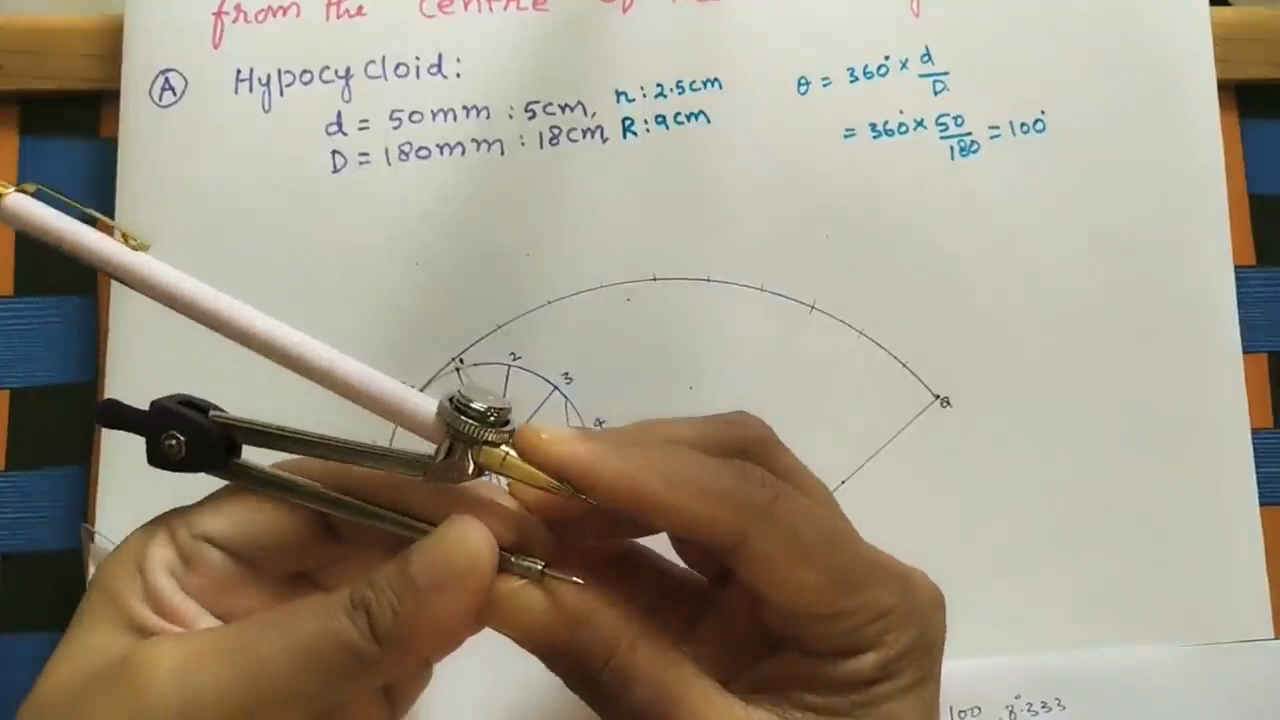 from the centre of
A Hypocycloid:
d = 50mm : 5cm, r : 2.5cm
D = 180mm : 18cm R : 9cm
θ = 360° × d/D
= 360° × 50/180 = 100°
2
3
4
Q
100 8.333